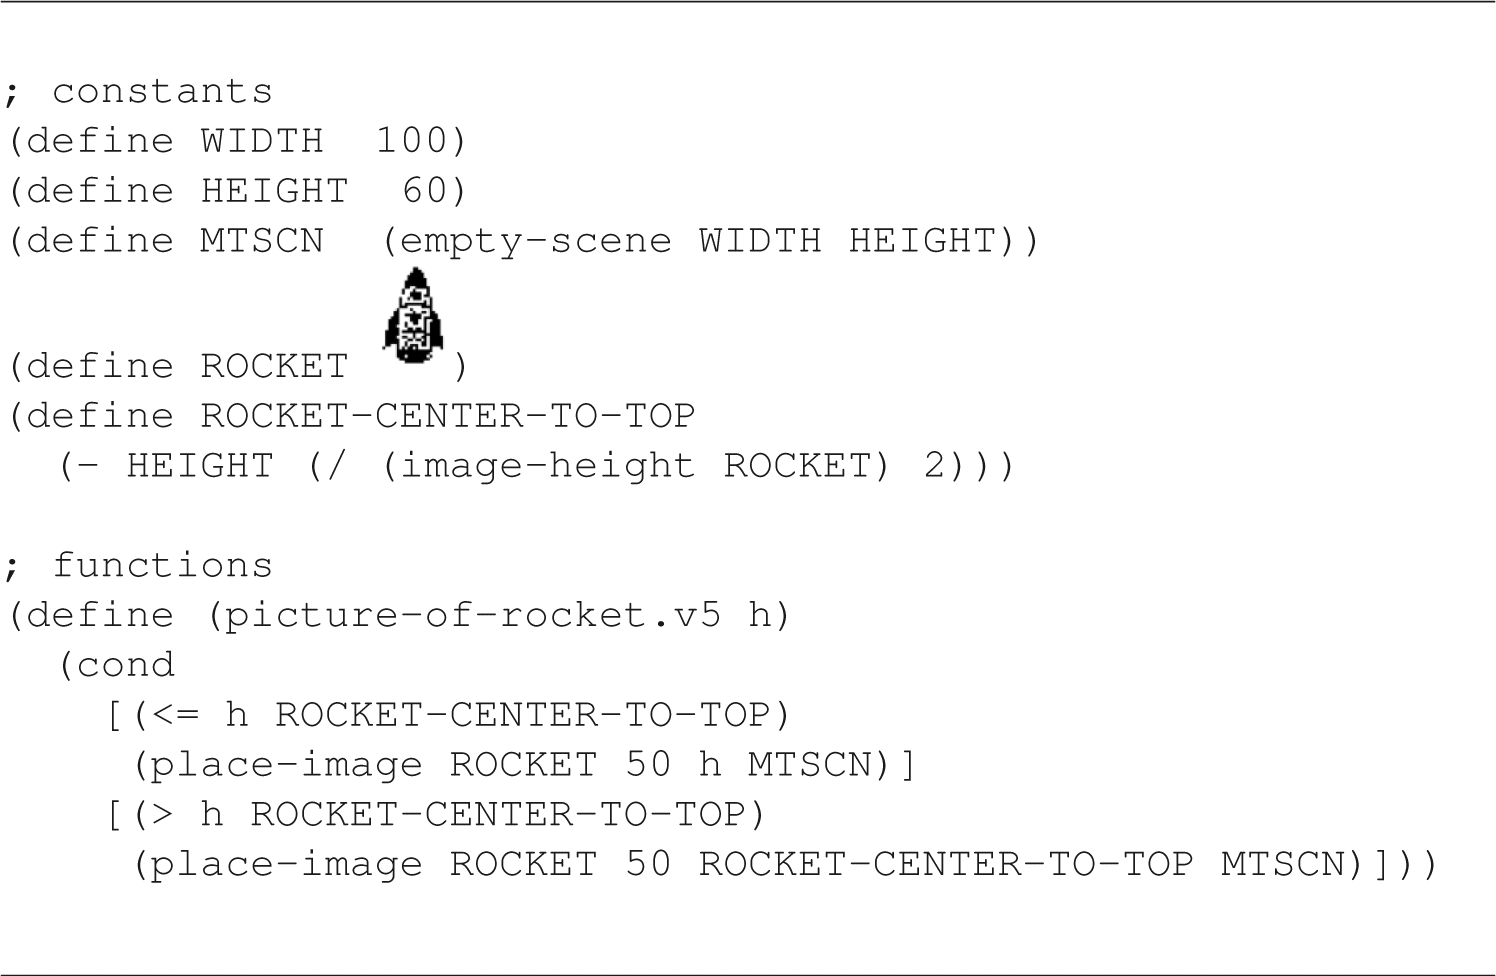 ; constants
(define WIDTH  100)
(define HEIGHT  60)
(define MTSCN  (empty-scene WIDTH HEIGHT))
(define ROCKET )
(define ROCKET-CENTER-TO-TOP
  (- HEIGHT (/ (image-height ROCKET) 2)))
; functions
(define (picture-of-rocket.v5 h)
  (cond
    [(<= h ROCKET-CENTER-TO-TOP)
     (place-image ROCKET 50 h MTSCN)]
    [(> h ROCKET-CENTER-TO-TOP)
     (place-image ROCKET 50 ROCKET-CENTER-TO-TOP MTSCN)]))